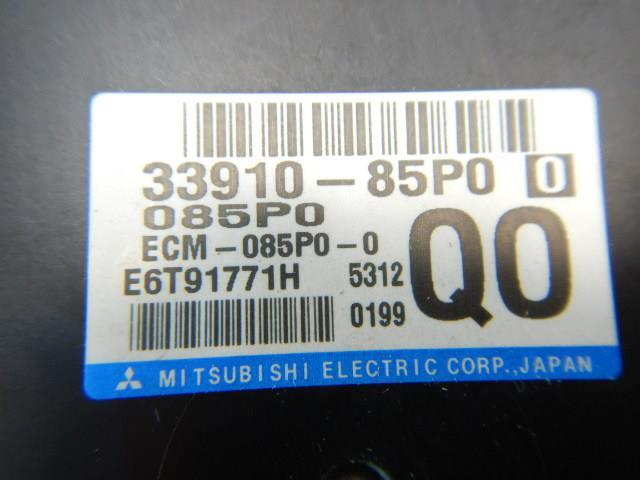 33910-85P0 0
085P0
ECM-085P0-0
E6T91771H 5312
0199
Q0
MITSUBISHI ELECTRIC CORP.,JAPAN